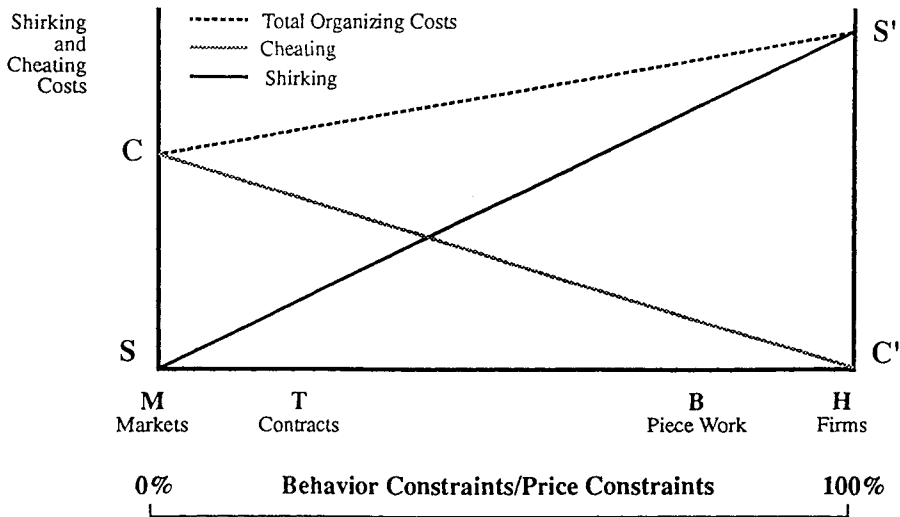 Shirking
and
Cheating
Costs
Total Organizing Costs
Cheating
Shirking
S'
C
S
C'
M T B H
Markets Contracts Piece Work Firms
0% Behavior Constraints/Price Constraints 100%